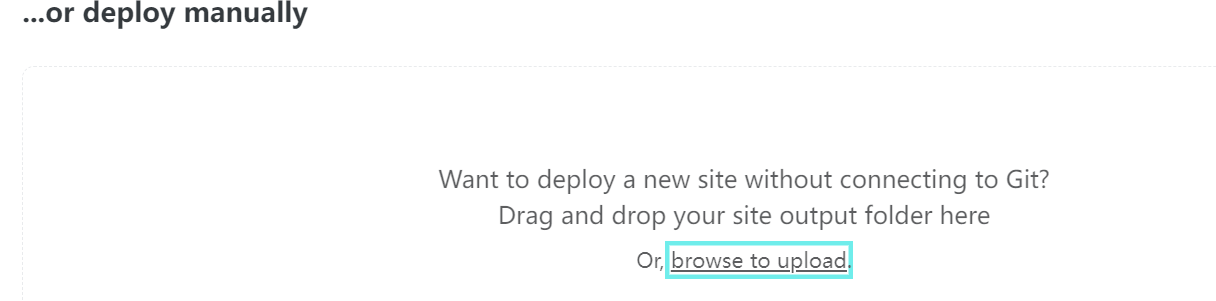 ...or deploy manually
Want to deploy a new site without connecting to Git?
Drag and drop your site output folder here
Or, browse to upload.